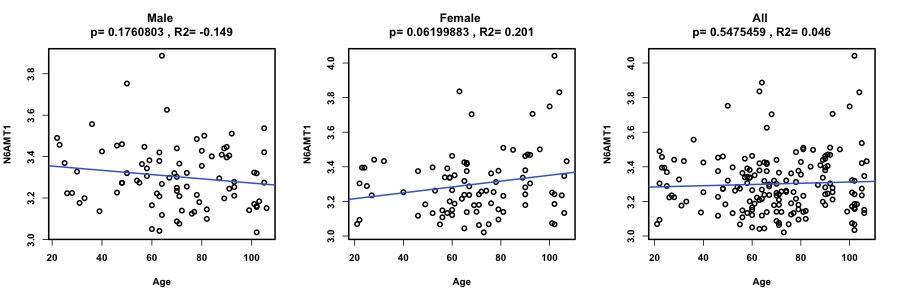 Male
p= 0.1760803 , R2= -0.149
N6AMT1
3.0 3.2 3.4 3.6 3.8
20 40 60 80 100
Age
Female
p= 0.06199883 , R2= 0.201
N6AMT1
3.0 3.2 3.4 3.6 3.8 4.0
20 40 60 80 100
Age
All
p= 0.5475459 , R2= 0.046
N6AMT1
3.0 3.2 3.4 3.6 3.8 4.0
20 40 60 80 100
Age